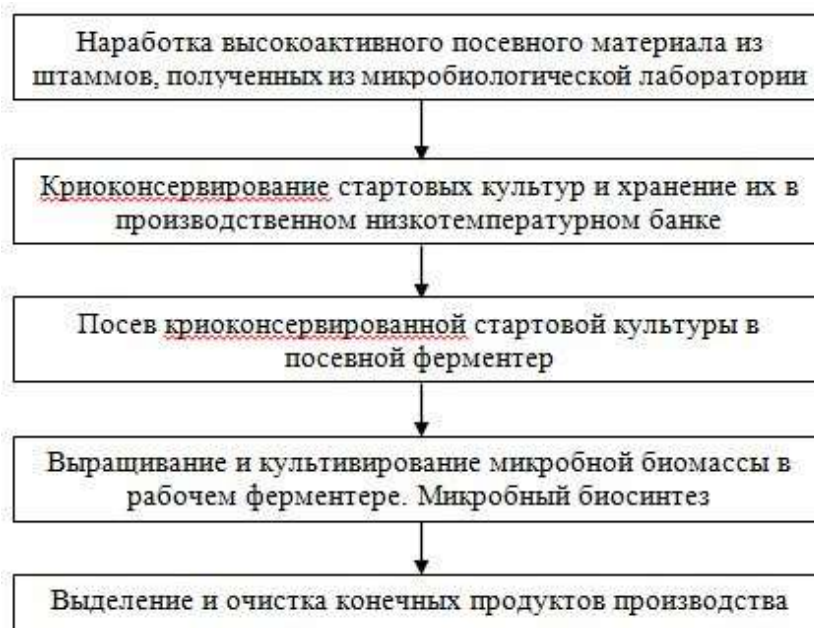 Наработка высокоактивного посевного материала из
штаммов, полученных из микробиологической лаборатории
Криоконсервирование стартовых культур и хранение их в
производственном низкотемпературном банке
Посев криоконсервированной стартовой культуры в
посевной ферментер
Выращивание и культивирование микробной биомассы в
рабочем ферментере. Микробный биосинтез
Выделение и очистка конечных продуктов производства